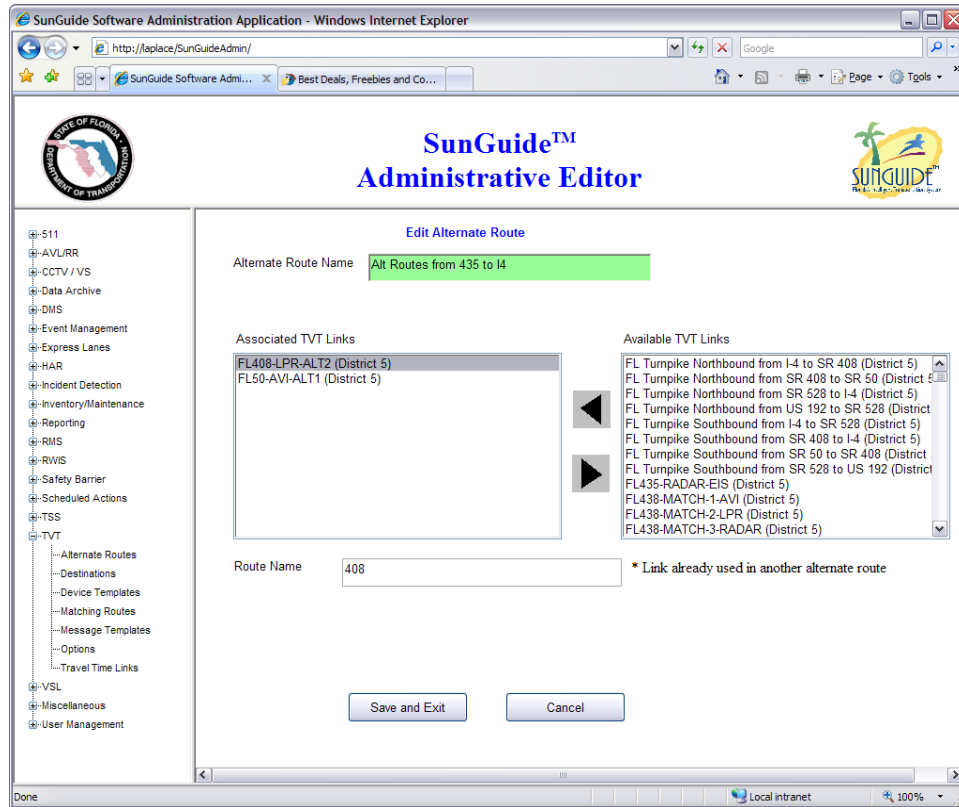 SunGuide Software Administration Application - Windows Internet Explorer
http://laplace/SunGuideAdmin/
Google
SunGuide Software Admi... X
Best Deals, Freebies and Co...
Page
Tools
»
STATE OF FLORIDA
DEPARTMENT OF TRANSPORTATION
SunGuide™
Administrative Editor
SUNGUIDE
511
AVL/RR
CCTV / VS
Data Archive
DMS
Event Management
Express Lanes
HAR
Incident Detection
Inventory/Maintenance
Reporting
RMS
RWIS
Safety Barrier
Scheduled Actions
TSS
TVT
Alternate Routes
Destinations
Device Templates
Matching Routes
Message Templates
Options
Travel Time Links
VSL
Miscellaneous
User Management
Edit Alternate Route
Alternate Route Name
Alt Routes from 435 to I4
Associated TVT Links
FL408-LPR-ALT2 (District 5)
FL50-AVI-ALT1 (District 5)
Available TVT Links
FL Turnpike Northbound from I-4 to SR 408 (District 5)
FL Turnpike Northbound from SR 408 to SR 50 (District 5
FL Turnpike Northbound from SR 528 to I-4 (District 5)
FL Turnpike Northbound from US 192 to SR 528 (District
FL Turnpike Southbound from I-4 to SR 528 (District 5)
FL Turnpike Southbound from SR 408 to I-4 (District 5)
FL Turnpike Southbound from SR 50 to SR 408 (District
FL Turnpike Southbound from SR 528 to US 192 (District
FL435-RADAR-EIS (District 5)
FL438-MATCH-1-AVI (District 5)
FL438-MATCH-2-LPR (District 5)
FL438-MATCH-3-RADAR (District 5)
Route Name
408
* Link already used in another alternate route
Save and Exit
Cancel
Done
Local intranet
100%